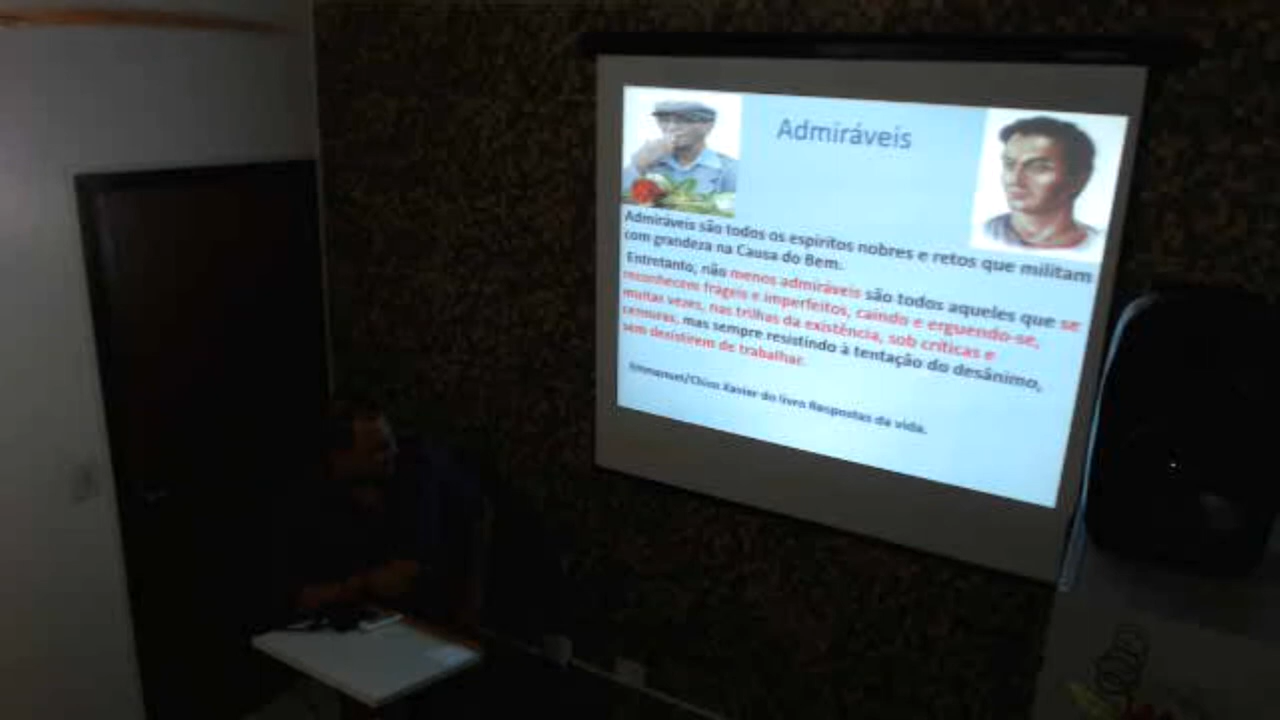 Admiráveis
Admiráveis são todos os espíritos nobres e retos que militam
com grandeza na Causa do Bem.
Entretanto, não menos admiráveis são todos aqueles que se
reconhecem frágeis e imperfeitos, caindo e erguendo-se,
muitas vezes, nas trilhas da existência, sob críticas e
censuras, mas sempre resistindo à tentação do desânimo,
sem desistirem de trabalhar.
Emmanuel/Chico Xavier do livro Respostas da vida.